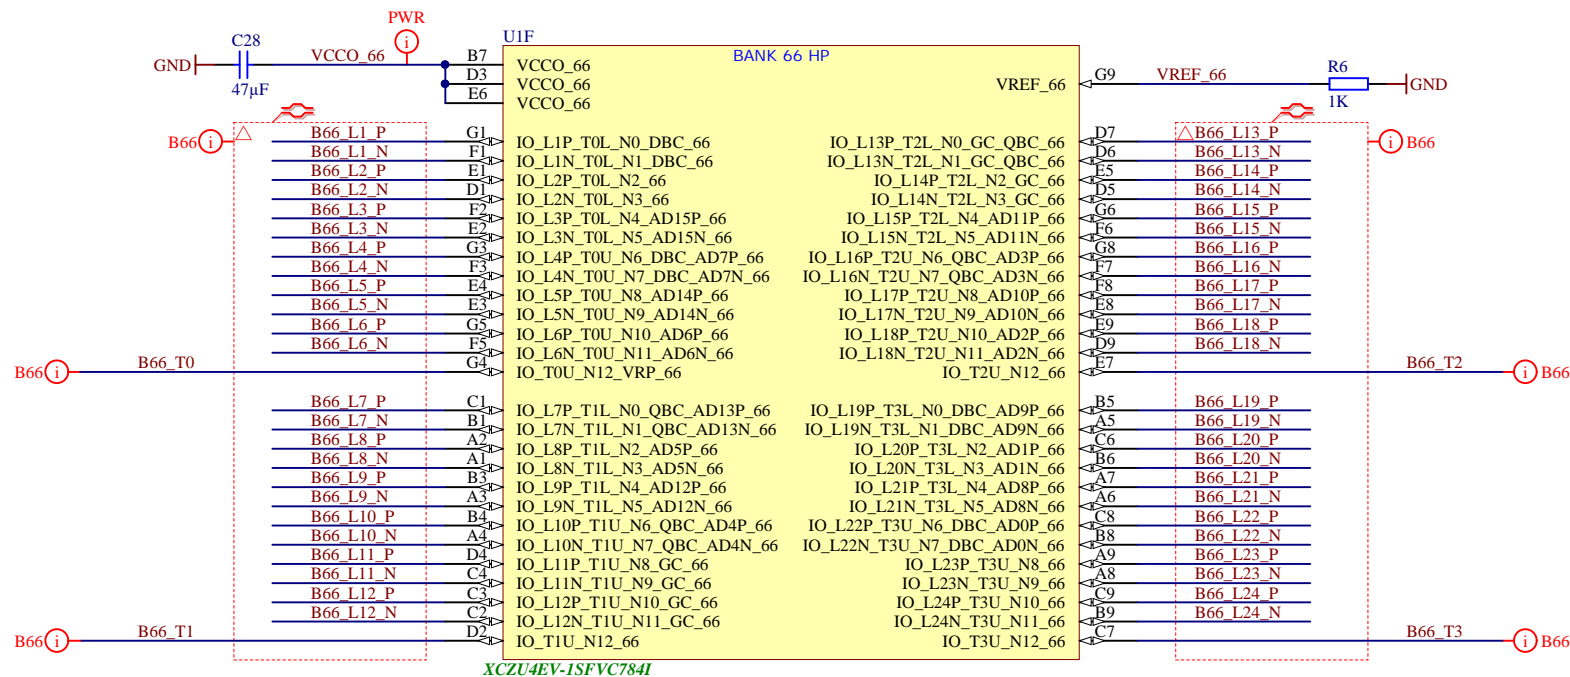 PWR
U1F
C28
GND
VCCO_66
47µF
BANK 66 HP
B7 VCCO_66
D3 VCCO_66
E6 VCCO_66
VREF_66 G9 VREF_66
R6
1K
GND
B66
B66
B66_L1_P G1 IO_L1P_T0L_N0_DBC_66 IO_L13P_T2L_N0_GC_QBC_66 D7 B66_L13_P
B66_L1_N F1 IO_L1N_T0L_N1_DBC_66 IO_L13N_T2L_N1_GC_QBC_66 D6 B66_L13_N
B66_L2_P E1 IO_L2P_T0L_N2_66 IO_L14P_T2L_N2_GC_66 E5 B66_L14_P
B66_L2_N D1 IO_L2N_T0L_N3_66 IO_L14N_T2L_N3_GC_66 D5 B66_L14_N
B66_L3_P F2 IO_L3P_T0L_N4_AD15P_66 IO_L15P_T2L_N4_AD11P_66 G6 B66_L15_P
B66_L3_N E2 IO_L3N_T0L_N5_AD15N_66 IO_L15N_T2L_N5_AD11N_66 F6 B66_L15_N
B66_L4_P G3 IO_L4P_T0U_N6_DBC_AD7P_66 IO_L16P_T2U_N6_QBC_AD3P_66 G8 B66_L16_P
B66_L4_N F3 IO_L4N_T0U_N7_DBC_AD7N_66 IO_L16N_T2U_N7_QBC_AD3N_66 F7 B66_L16_N
B66_L5_P E4 IO_L5P_T0U_N8_AD14P_66 IO_L17P_T2U_N8_AD10P_66 F8 B66_L17_P
B66_L5_N E3 IO_L5N_T0U_N9_AD14N_66 IO_L17N_T2U_N9_AD10N_66 E8 B66_L17_N
B66_L6_P G5 IO_L6P_T0U_N10_AD6P_66 IO_L18P_T2U_N10_AD2P_66 E9 B66_L18_P
B66_L6_N F5 IO_L6N_T0U_N11_AD6N_66 IO_L18N_T2U_N11_AD2N_66 D9 B66_L18_N
B66 B66_T0 G4 IO_T0U_N12_VRP_66 IO_T2U_N12_66 E7 B66_T2 B66
B66_L7_P C1 IO_L7P_T1L_N0_QBC_AD13P_66 IO_L19P_T3L_N0_DBC_AD9P_66 B5 B66_L19_P
B66_L7_N B1 IO_L7N_T1L_N1_QBC_AD13N_66 IO_L19N_T3L_N1_DBC_AD9N_66 A5 B66_L19_N
B66_L8_P A2 IO_L8P_T1L_N2_AD5P_66 IO_L20P_T3L_N2_AD1P_66 C6 B66_L20_P
B66_L8_N A1 IO_L8N_T1L_N3_AD5N_66 IO_L20N_T3L_N3_AD1N_66 B6 B66_L20_N
B66_L9_P B3 IO_L9P_T1L_N4_AD12P_66 IO_L21P_T3L_N4_AD8P_66 A7 B66_L21_P
B66_L9_N A3 IO_L9N_T1L_N5_AD12N_66 IO_L21N_T3L_N5_AD8N_66 A6 B66_L21_N
B66_L10_P B4 IO_L10P_T1U_N6_QBC_AD4P_66 IO_L22P_T3U_N6_DBC_AD0P_66 C8 B66_L22_P
B66_L10_N A4 IO_L10N_T1U_N7_QBC_AD4N_66 IO_L22N_T3U_N7_DBC_AD0N_66 B8 B66_L22_N
B66_L11_P D4 IO_L11P_T1U_N8_GC_66 IO_L23P_T3U_N8_66 A9 B66_L23_P
B66_L11_N C4 IO_L11N_T1U_N9_GC_66 IO_L23N_T3U_N9_66 A8 B66_L23_N
B66_L12_P C3 IO_L12P_T1U_N10_GC_66 IO_L24P_T3U_N10_66 C9 B66_L24_P
B66_L12_N C2 IO_L12N_T1U_N11_GC_66 IO_L24N_T3U_N11_66 B9 B66_L24_N
B66 B66_T1 D2 IO_T1U_N12_66 IO_T3U_N12_66 C7 B66_T3 B66
XCZU4EV-1SFVC784I